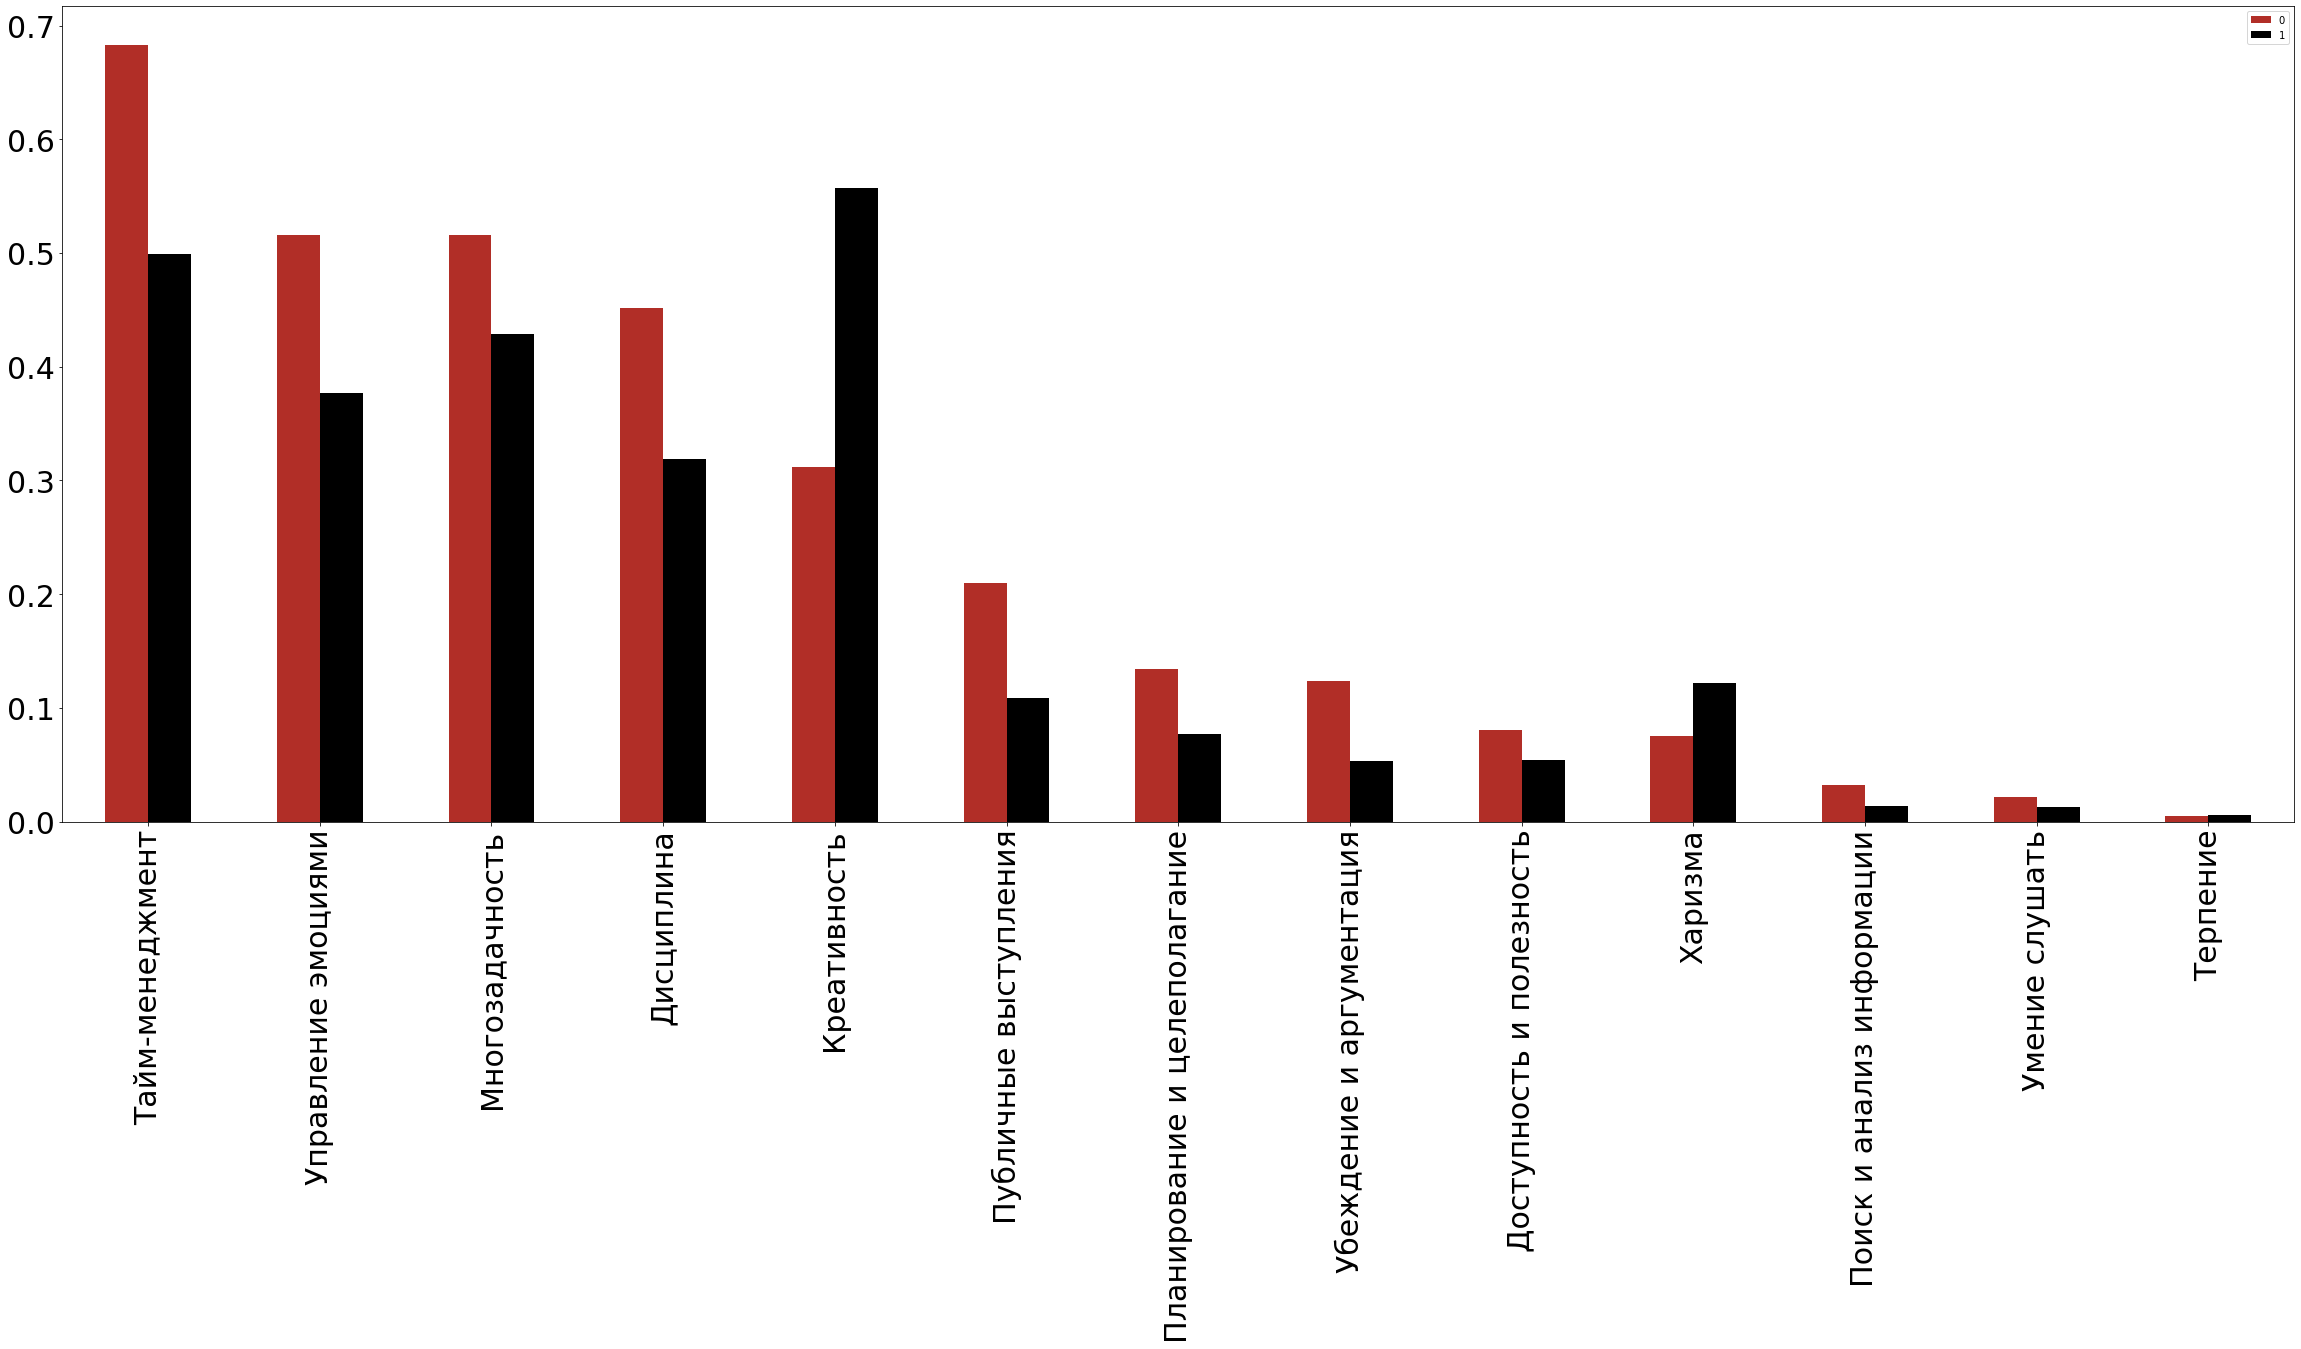 0.7
0.6
0.5
0.4
0.3
0.2
0.1
0.0
0
1
Тайм-менеджмент
Управление эмоциями
Многозадачность
Дисциплина
Креативность
Публичные выступления
Планирование и целеполагание
Убеждение и аргументация
Доступность и полезность
Харизма
Поиск и анализ информации
Умение слушать
Терпение